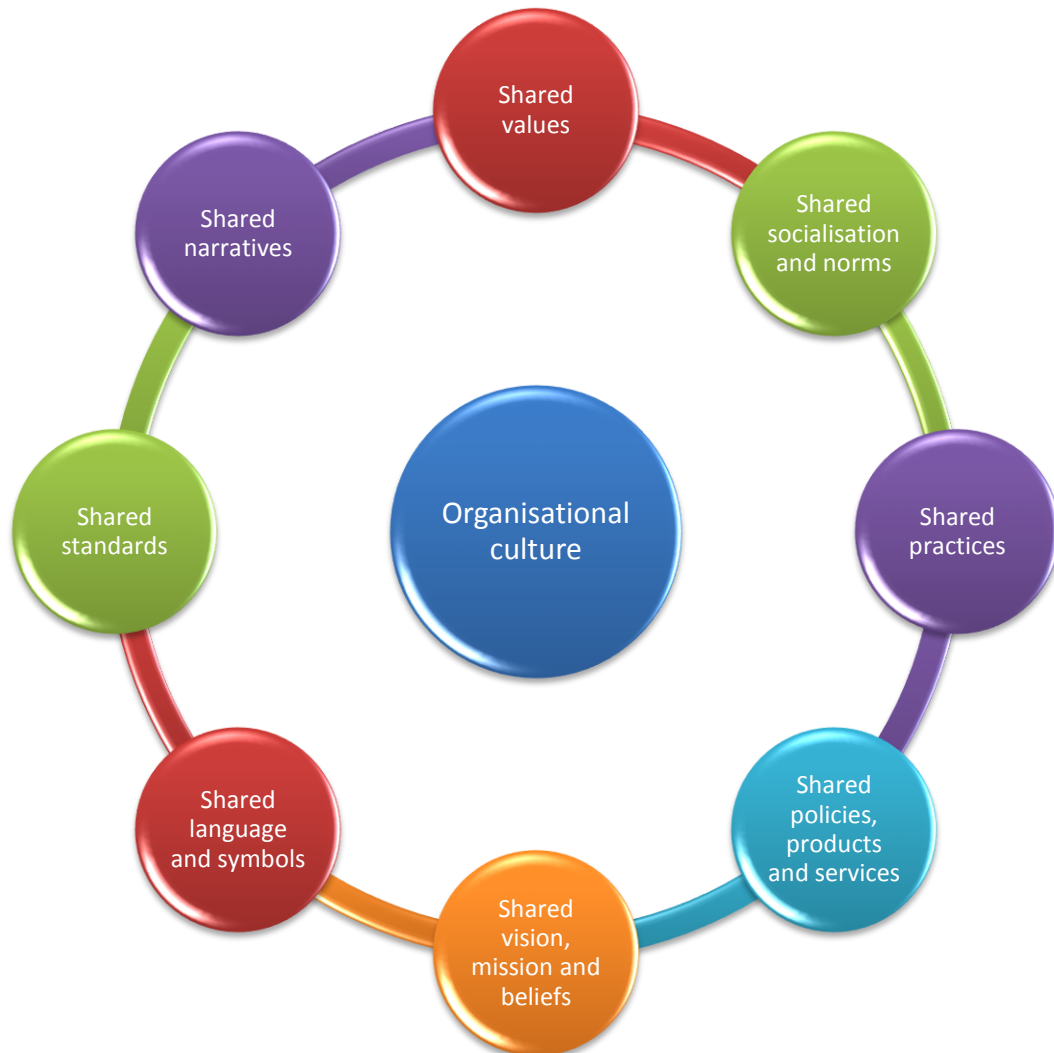 Shared
values
Shared
socialisation
and norms
Shared
practices
Shared
policies,
products
and services
Shared
vision,
mission and
beliefs
Shared
language
and symbols
Shared
standards
Shared
narratives
Organisational
culture